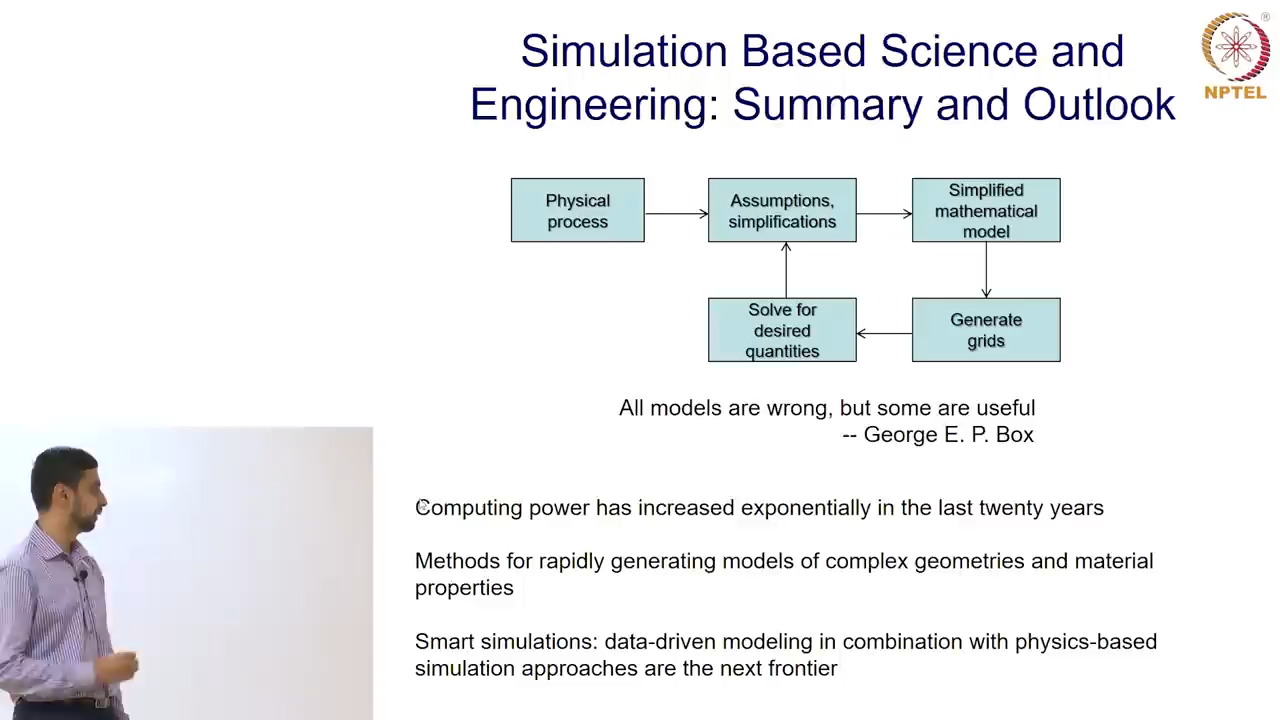 Simulation Based Science and
Engineering: Summary and Outlook
®
NPTEL
Physical
process
Assumptions,
simplifications
Simplified
mathematical
model
Solve for
desired
quantities
Generate
grids
All models are wrong, but some are useful
-- George E. P. Box
Computing power has increased exponentially in the last twenty years
Methods for rapidly generating models of complex geometries and material
properties
Smart simulations: data-driven modeling in combination with physics-based
simulation approaches are the next frontier